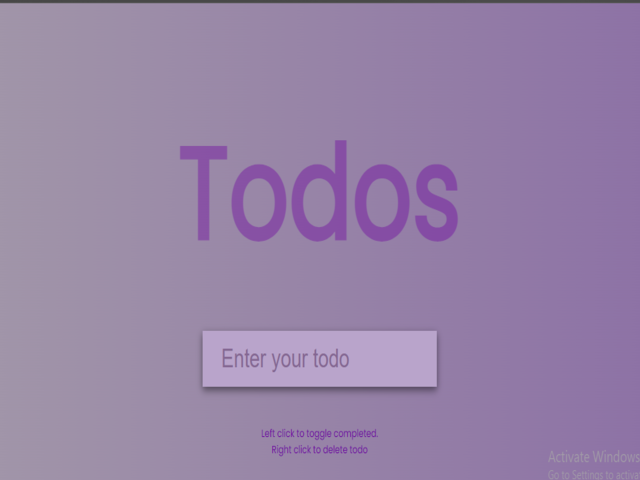 Todos
Enter your todo
Left click to toggle completed.
Right click to delete todo
Activate Windows
Go to Settings to